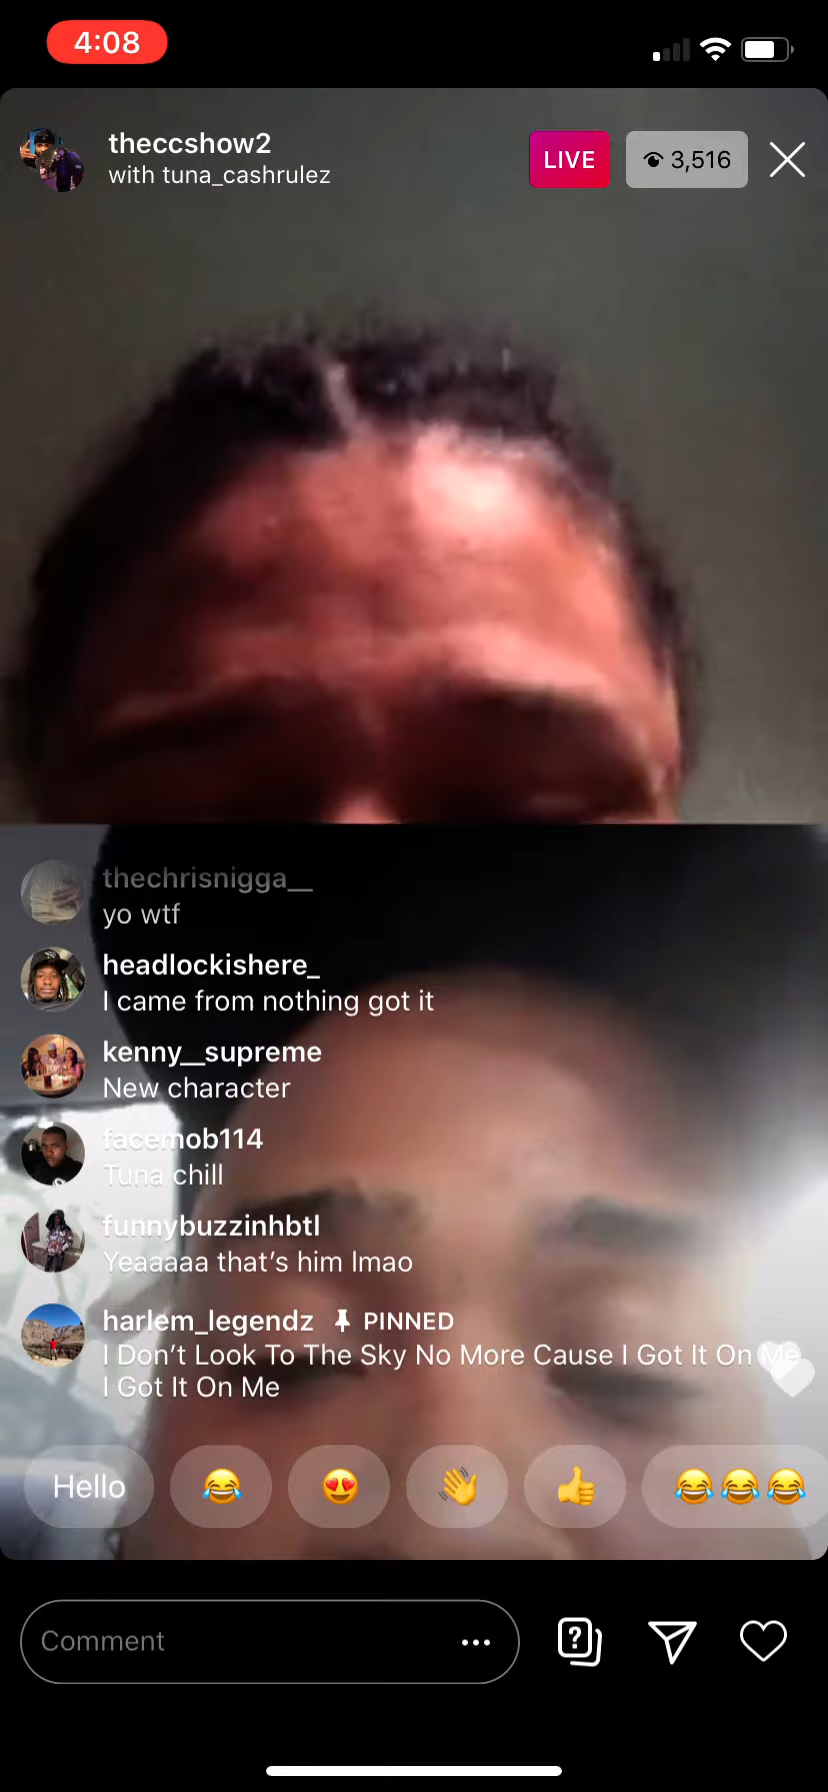 4:08
theccshow2
with tuna_cashrulez
LIVE
3,516
thechrisnigga__
yo wtf
headlockishere_
I came from nothing got it
kenny__supreme
New character
facemob114
Tuna chill
funnybuzzinhbtl
Yeaaaaa that's him lmao
harlem_legendz PINNED
I Don't Look To The Sky No More Cause I Got It On Me
I Got It On Me
Hello 😂 😍 👋 👍 😂😂😂
Comment